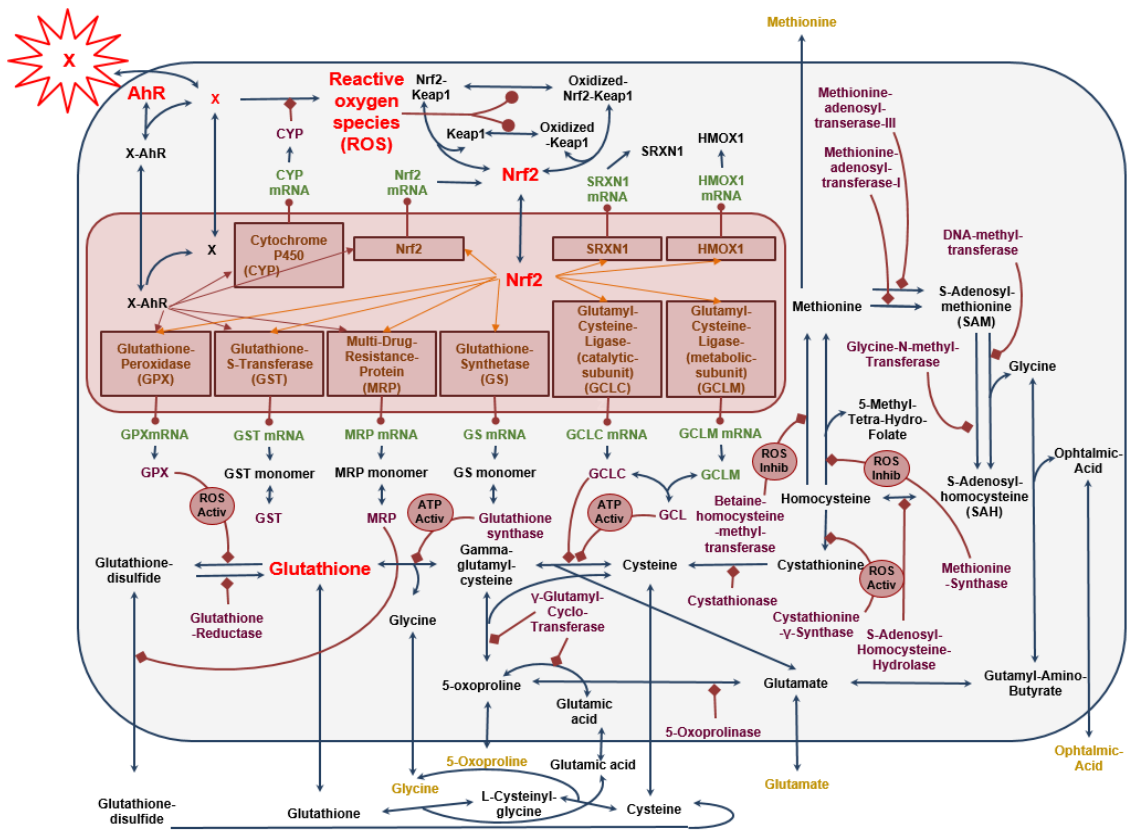 Methionine
X
AhR
X
Reactive
oxygen
species
(ROS)
Nrf2-
Keap1
Oxidized-
Nrf2-Keap1
Methionine-
adenosyl-
transerase-III
CYP
Keap1
Oxidized
-Keap1
HMOX1
X-AhR
SRXN1
Methionine-
adenosyl-
transferase-I
CYP
mRNA
Nrf2
mRNA
Nrf2
SRXN1
mRNA
HMOX1
mRNA
Cytochrome
P450
(CYP)
Nrf2
SRXN1
HMOX1
DNA-methyl-
transferase
X
Nrf2
X-AhR
Methionine
S-Adenosyl-
methionine
(SAM)
Glutathione-
Peroxidase
(GPX)
Glutathione-
S-Transferase
(GST)
Multi-Drug-
Resistance-
Protein
(MRP)
Glutathione-
Synthetase
(GS)
Glutamyl-
Cysteine-
Ligase-
(catalytic-
subunit)
(GCLC)
Glutamyl-
Cysteine-
Ligase-
(metabolic-
subunit)
(GCLM)
Glycine-N-methyl-
Transferase
Glycine
5-Methyl-
Tetra-Hydro-
Folate
GPXmRNA
GST mRNA
MRP mRNA
GS mRNA
GCLC mRNA
GCLM mRNA
GPX
GST monomer
MRP monomer
GS monomer
GCLC
GCLM
ROS
Inhib
ROS
Inhib
Ophtalmic-
Acid
ROS
Activ
GST
MRP
ATP
Activ
Glutathione
synthase
ATP
Activ
GCL
Betaine-
homocysteine
-methyl-
transferase
Homocysteine
S-Adenosyl-
homocysteine
(SAH)
Glutathione-
disulfide
Glutathione
Gamma-
glutamyl-
cysteine
Cysteine
Cystathionine
ROS
Activ
Methionine
-Synthase
Glutathione
-Reductase
Glycine
γ-Glutamyl-
Cyclo-
Transferase
Cystathionase
Cystathionine
-γ-Synthase
S-Adenosyl-
Homocysteine-
Hydrolase
5-oxoproline
Glutamic
acid
Glutamate
Gutamyl-Amino-
Butyrate
5-Oxoprolinase
5-Oxoproline
Glutamic acid
Ophtalmic-
Acid
Glycine
Glutamate
Glutathione-
disulfide
Glutathione
L-Cysteinyl-
glycine
Cysteine